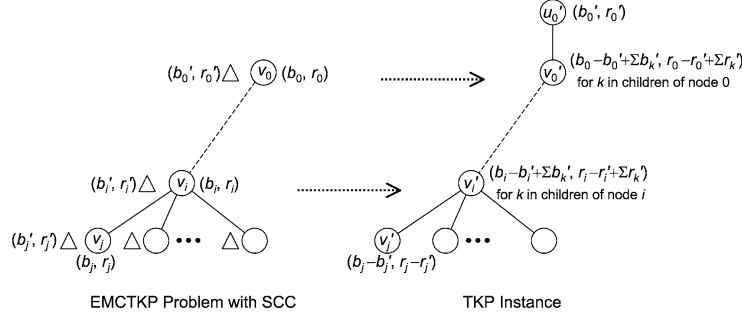 u₀′ (b₀′, r₀′)
(b₀′, r₀′) v₀ (b₀, r₀)
v₀′ (b₀−b₀′+Σbₖ′, r₀−r₀′+Σrₖ′)
for k in children of node 0
(bᵢ′, rᵢ′) vᵢ (bᵢ, rᵢ)
vᵢ′ (bᵢ−bᵢ′+Σbₖ′, rᵢ−rᵢ′+Σrₖ′)
for k in children of node i
(bⱼ′, rⱼ′) vⱼ •••
(bⱼ, rⱼ)
vⱼ′ •••
(bⱼ−bⱼ′, rⱼ−rⱼ′)
EMCTKP Problem with SCC
TKP Instance